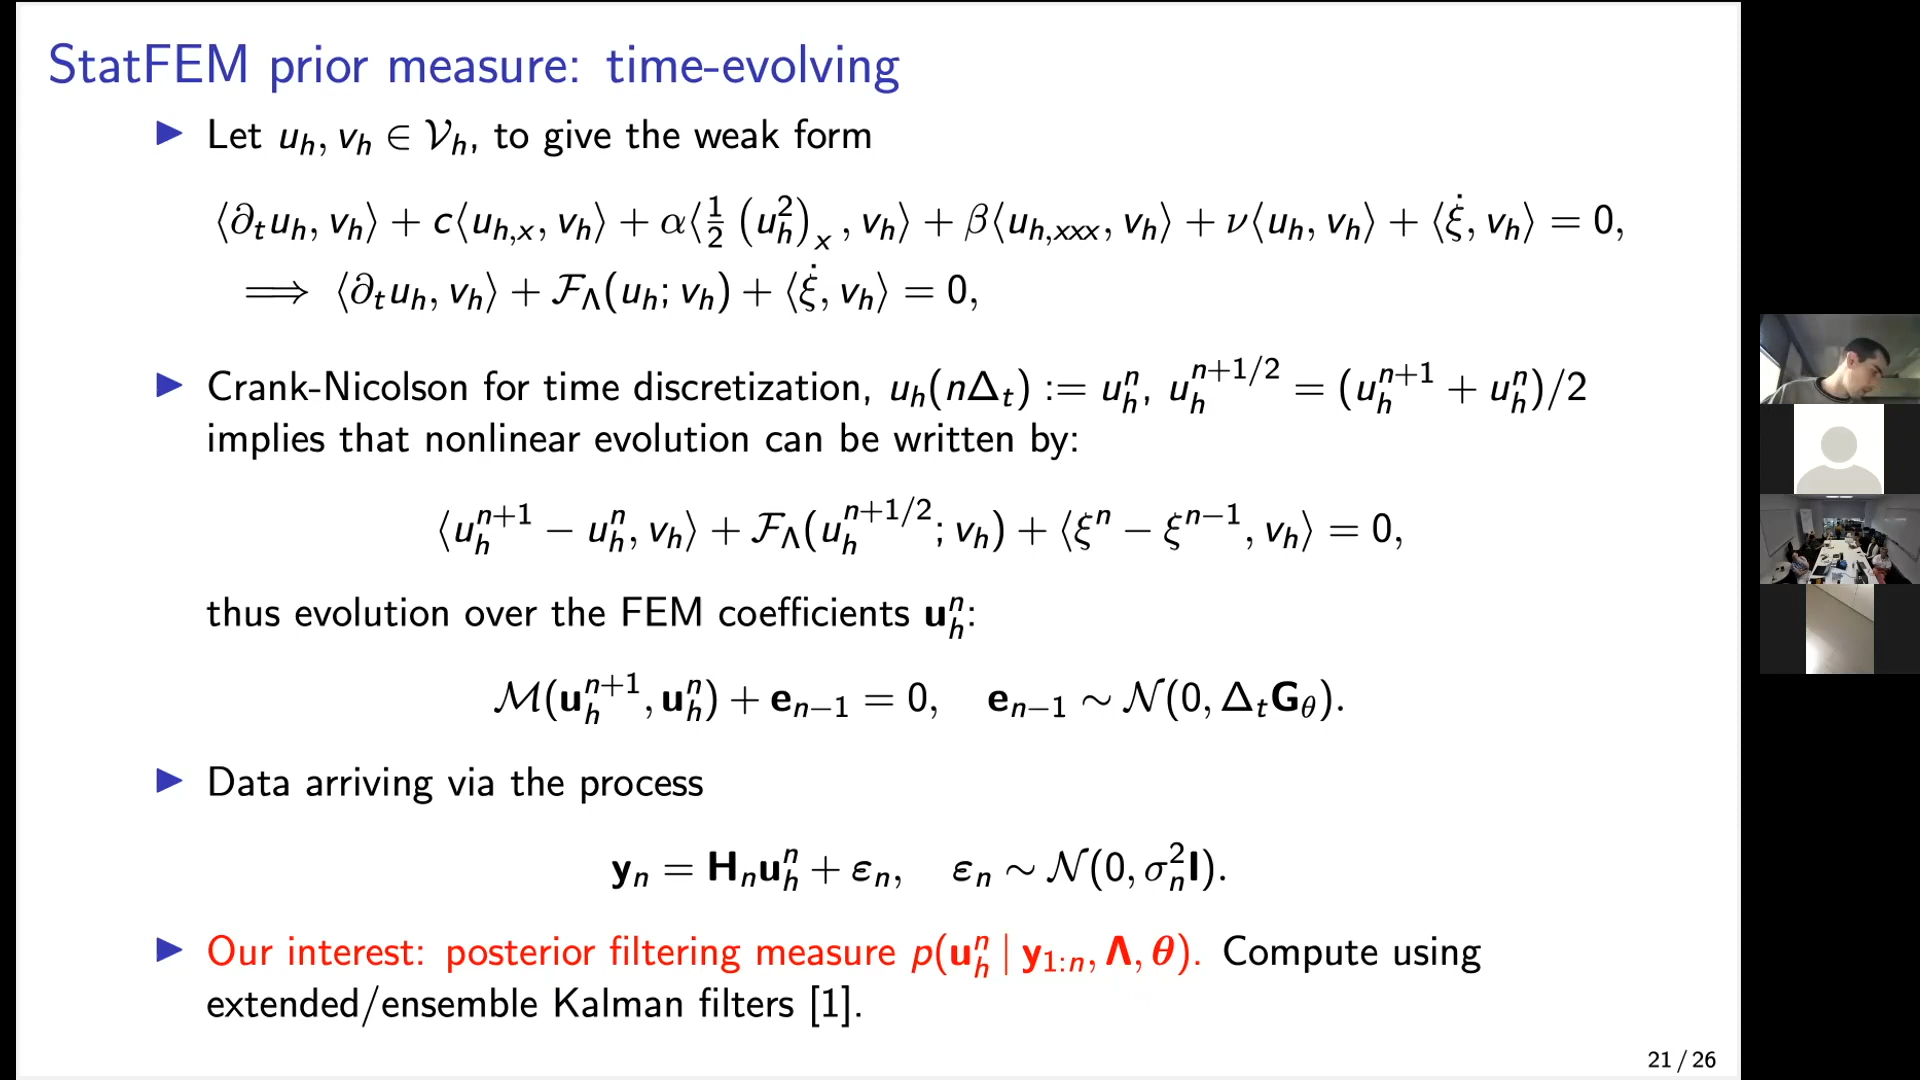 StatFEM prior measure: time-evolving
▶ Let u_h, v_h ∈ 𝒱_h, to give the weak form
⟨∂_t u_h, v_h⟩ + c⟨u_{h,x}, v_h⟩ + α⟨½ (u_h^2)_x, v_h⟩ + β⟨u_{h,xxx}, v_h⟩ + ν⟨u_h, v_h⟩ + ⟨ξ̇, v_h⟩ = 0,
⟹ ⟨∂_t u_h, v_h⟩ + ℱ_Λ(u_h; v_h) + ⟨ξ̇, v_h⟩ = 0,
▶ Crank-Nicolson for time discretization, u_h(nΔ_t) := u_h^n, u_h^{n+1/2} = (u_h^{n+1} + u_h^n)/2
implies that nonlinear evolution can be written by:
⟨u_h^{n+1} − u_h^n, v_h⟩ + ℱ_Λ(u_h^{n+1/2}; v_h) + ⟨ξ^n − ξ^{n−1}, v_h⟩ = 0,
thus evolution over the FEM coefficients 𝐮_h^n:
ℳ(𝐮_h^{n+1}, 𝐮_h^n) + 𝐞_{n−1} = 0, 𝐞_{n−1} ∼ 𝒩(0, Δ_t 𝐆_θ).
▶ Data arriving via the process
𝐲_n = 𝐇_n 𝐮_h^n + 𝜺_n, 𝜺_n ∼ 𝒩(0, σ_n^2 𝐈).
▶ Our interest: posterior filtering measure p(𝐮_h^n | 𝐲_{1:n}, 𝚲, 𝜽). Compute using
extended/ensemble Kalman filters [1].
21 / 26